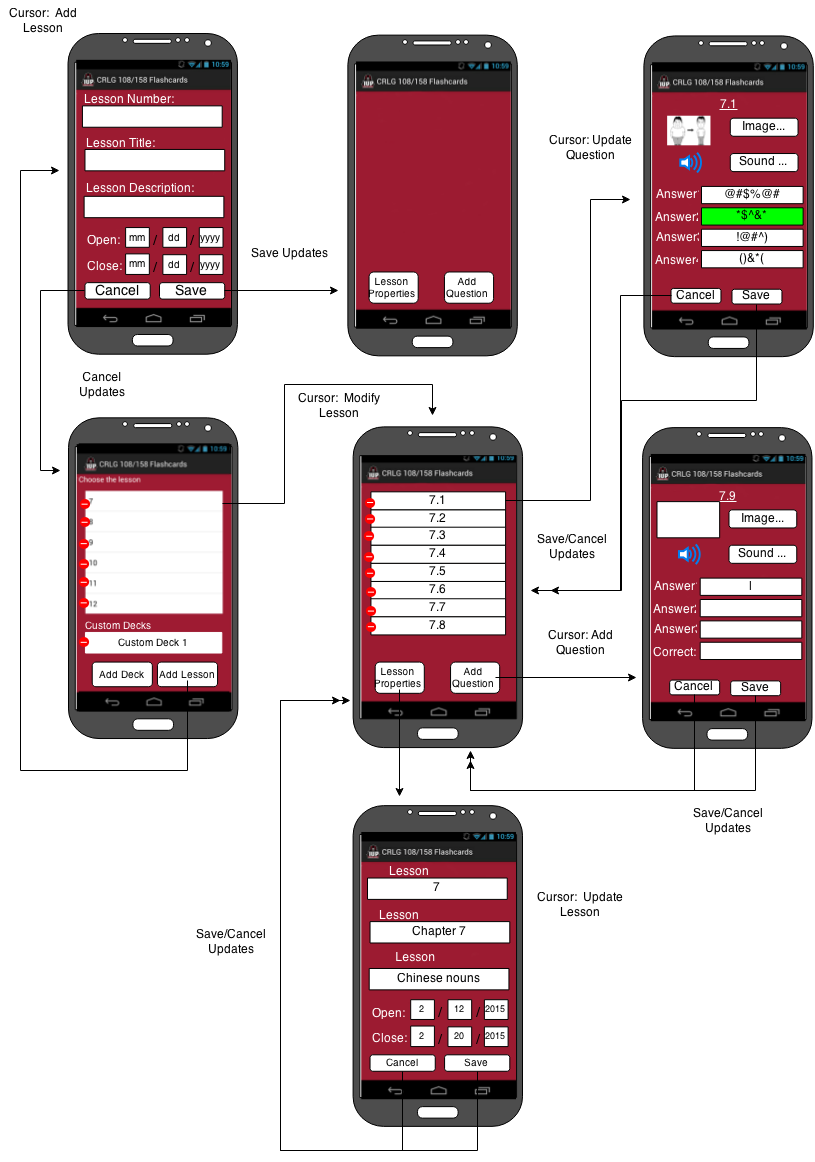 Cursor: Add
Lesson
10:59
CRLG 108/158 Flashcards
Lesson Number:
Lesson Title:
Lesson Description:
Open: mm / dd / yyyy
Close: mm / dd / yyyy
Cancel Save
Save Updates
10:59
CRLG 108/158 Flashcards
Lesson
Properties
Add
Question
Cursor: Update
Question
10:59
CRLG 108/158 Flashcards
7.1
Image...
Sound ...
Answer @#$%@#
Answer2 *$^&*
Answer !@#^)
Answer ()&*(
Cancel Save
Cancel
Updates
Cursor: Modify
Lesson
10:59
CRLG 108/158 Flashcards
Choose the lesson
7
8
9
10
11
12
Custom Decks
Custom Deck 1
Add Deck Add Lesson
10:59
CRLG 108/158 Flashcards
7.1
7.2
7.3
7.4
7.5
7.6
7.7
7.8
Lesson
Properties
Add
Question
Save/Cancel
Updates
Cursor: Add
Question
10:59
CRLG 108/158 Flashcards
7.9
Image...
Sound ...
Answer I
Answer2
Answer
Correct:
Cancel Save
Save/Cancel
Updates
10:59
CRLG 108/158 Flashcards
Lesson
7
Lesson
Chapter 7
Lesson
Chinese nouns
Open: 2 / 12 / 2015
Close: 2 / 20 / 2015
Cancel Save
Cursor: Update
Lesson
Save/Cancel
Updates